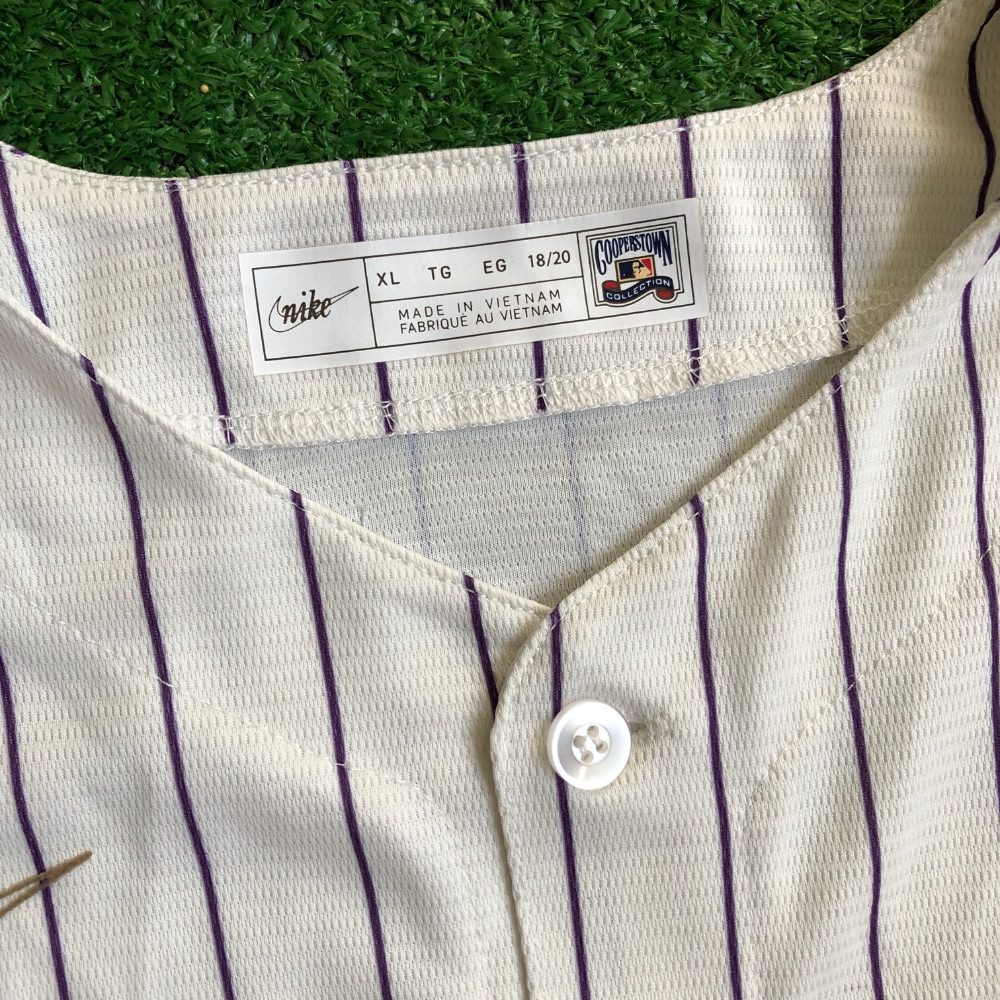 nike
XL TG EG 18/20
MADE IN VIETNAM
FABRIQUÉ AU VIETNAM
COOPERSTOWN
COLLECTION